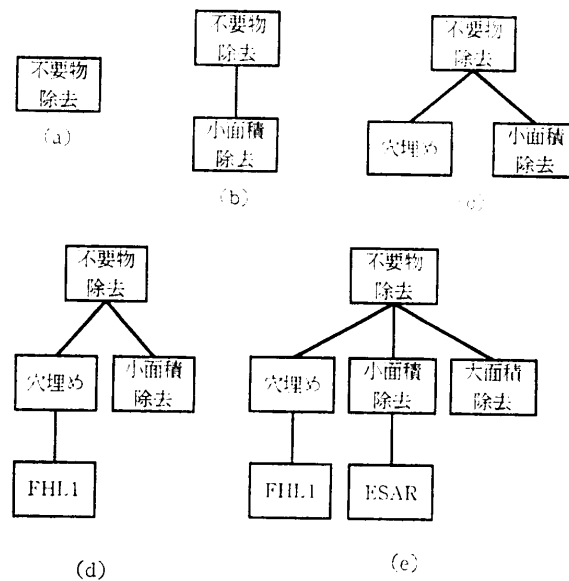 不要物
除去
(a)
不要物
除去
小面積
除去
(b)
不要物
除去
穴埋め
小面積
除去
(c)
不要物
除去
穴埋め
小面積
除去
FHL1
(d)
不要物
除去
穴埋め
小面積
除去
大面積
除去
FHL1
ESAR
(e)